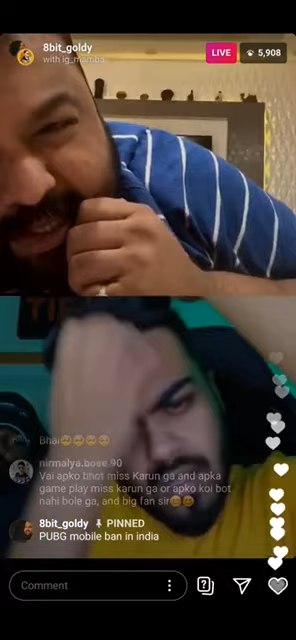 8bit_goldy
with ig_mamba
LIVE
5,908
Bhai🥺🥺🥺🥺
nirmalya.bose.90
Vai apko bhot miss Karun ga and apka
game play miss karun ga or apko koi bot
nahi bole ga, and big fan sir
8bit_goldy PINNED
PUBG mobile ban in india
Comment